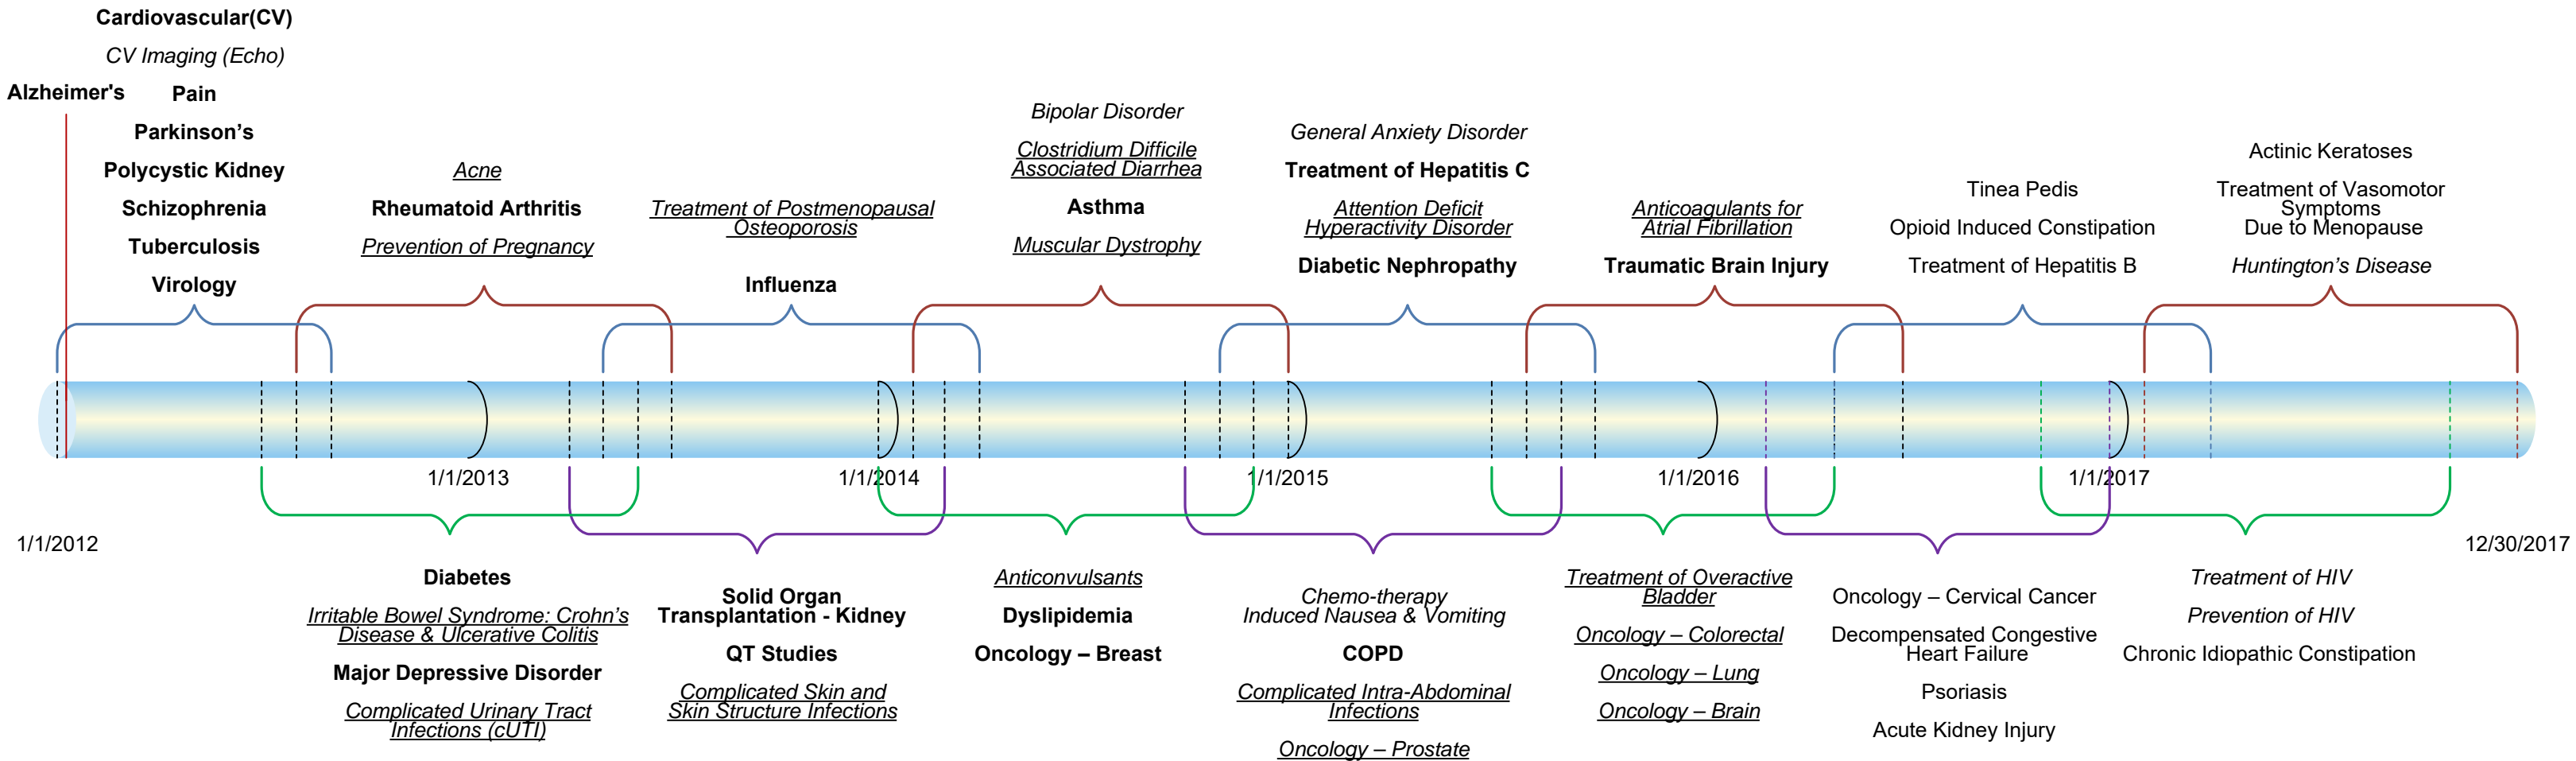 Cardiovascular(CV)
CV Imaging (Echo)
Alzheimer's
Pain
Parkinson’s
Polycystic Kidney
Schizophrenia
Tuberculosis
Virology
Acne
Rheumatoid Arthritis
Prevention of Pregnancy
Treatment of Postmenopausal
Osteoporosis
Influenza
Bipolar Disorder
Clostridium Difficile
Associated Diarrhea
Asthma
Muscular Dystrophy
General Anxiety Disorder
Treatment of Hepatitis C
Attention Deficit
Hyperactivity Disorder
Diabetic Nephropathy
Anticoagulants for
Atrial Fibrillation
Traumatic Brain Injury
Tinea Pedis
Opioid Induced Constipation
Treatment of Hepatitis B
Actinic Keratoses
Treatment of Vasomotor
Symptoms
Due to Menopause
Huntington’s Disease
1/1/2013
1/1/2014
1/1/2015
1/1/2016
1/1/2017
1/1/2012
12/30/2017
Diabetes
Irritable Bowel Syndrome: Crohn’s
Disease & Ulcerative Colitis
Major Depressive Disorder
Complicated Urinary Tract
Infections (cUTI)
Solid Organ
Transplantation - Kidney
QT Studies
Complicated Skin and
Skin Structure Infections
Anticonvulsants
Dyslipidemia
Oncology – Breast
Chemo-therapy
Induced Nausea & Vomiting
COPD
Complicated Intra-Abdominal
Infections
Oncology – Prostate
Treatment of Overactive
Bladder
Oncology – Colorectal
Oncology – Lung
Oncology – Brain
Oncology – Cervical Cancer
Decompensated Congestive
Heart Failure
Psoriasis
Acute Kidney Injury
Treatment of HIV
Prevention of HIV
Chronic Idiopathic Constipation